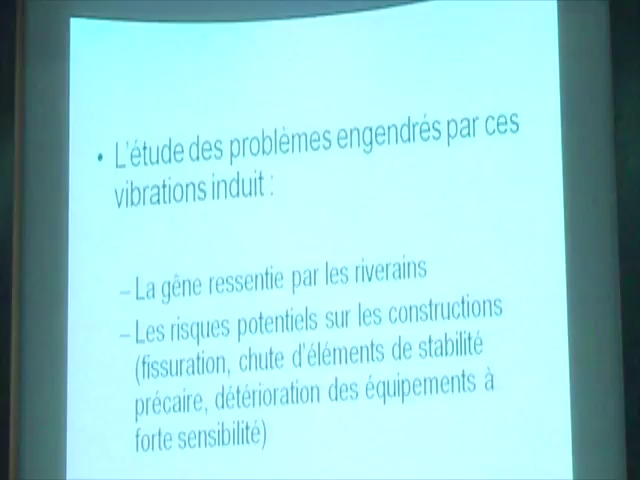 • L'étude des problèmes engendrés par ces
vibrations induit :
– La gêne ressentie par les riverains
– Les risques potentiels sur les constructions
(fissuration, chute d'éléments de stabilité
précaire, détérioration des équipements à
forte sensibilité)